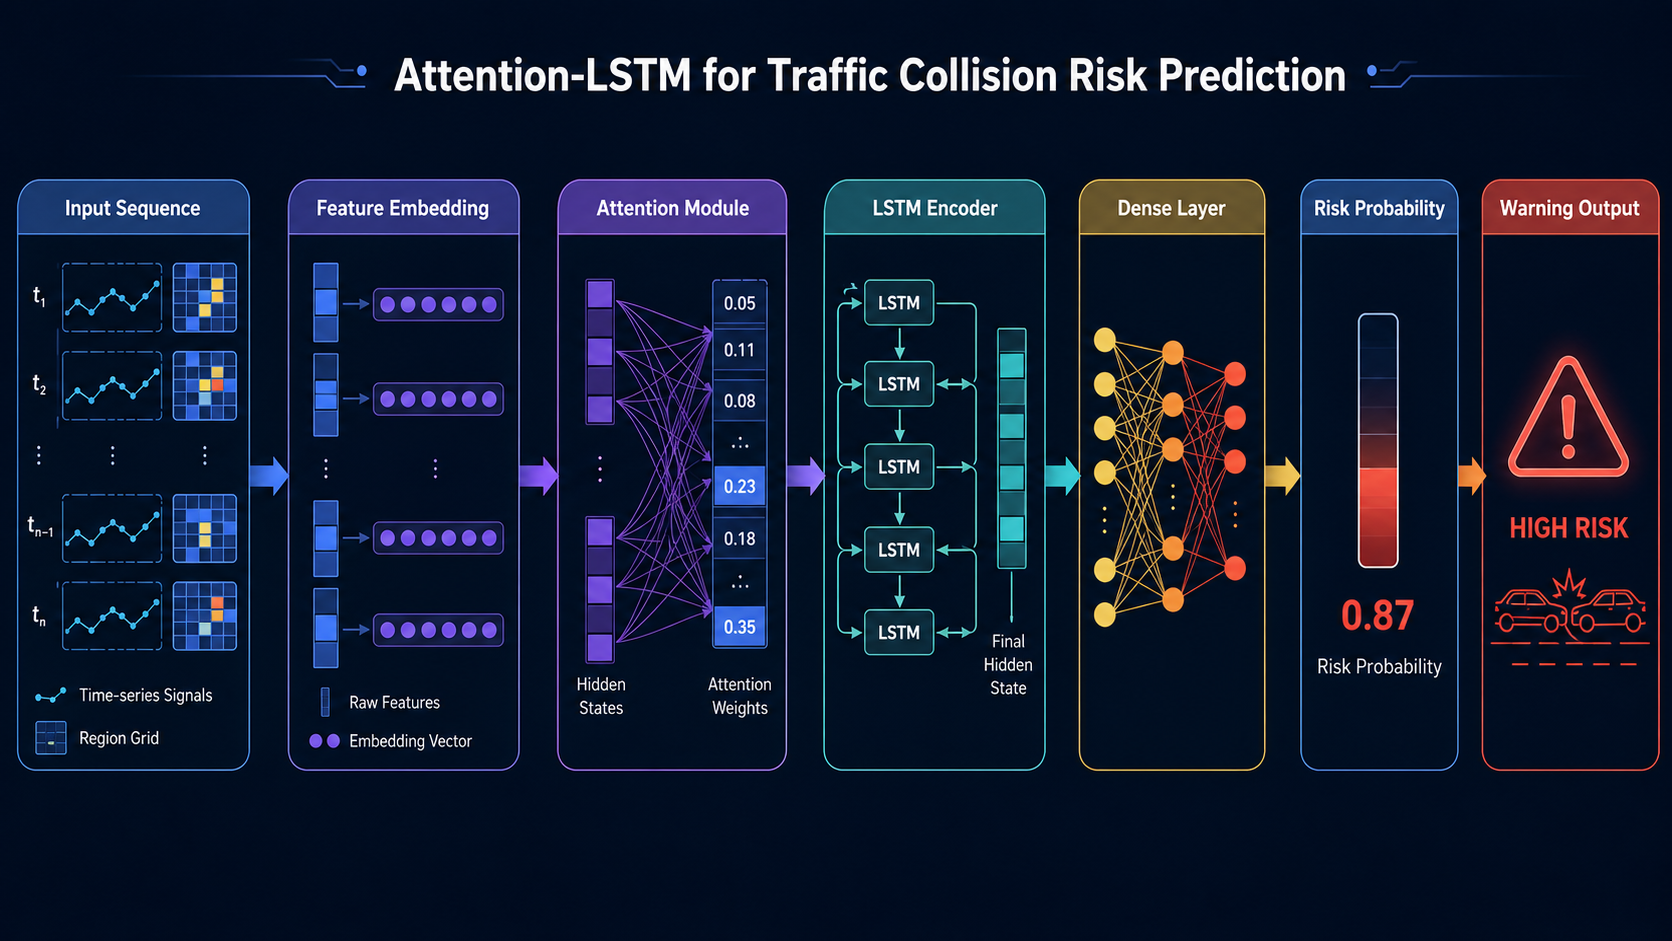 Attention-LSTM for Traffic Collision Risk Prediction
Input Sequence
t1
t2
tn−1
tn
Time-series Signals
Region Grid
Feature Embedding
Raw Features
Embedding Vector
Attention Module
0.05
0.11
0.08
0.23
0.18
0.35
Hidden
States
Attention
Weights
LSTM Encoder
LSTM
LSTM
LSTM
LSTM
LSTM
Final
Hidden
State
Dense Layer
Risk Probability
0.87
Risk Probability
Warning Output
HIGH RISK